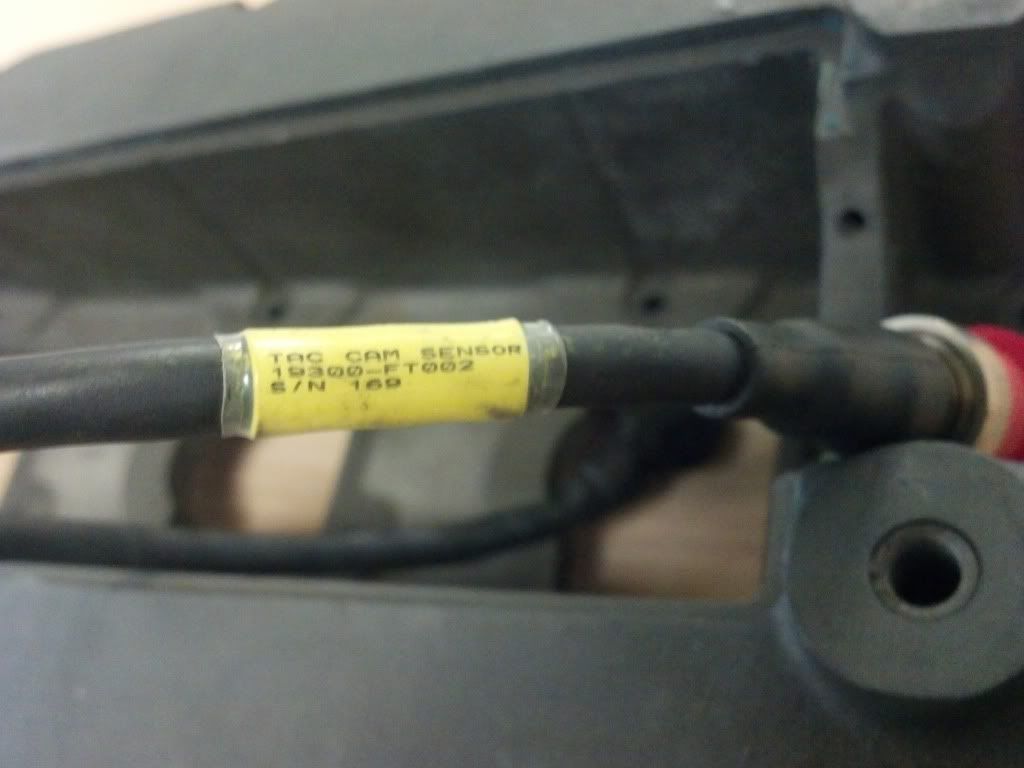 TAC CAM SENSOR
19300-FT002
S/N 169